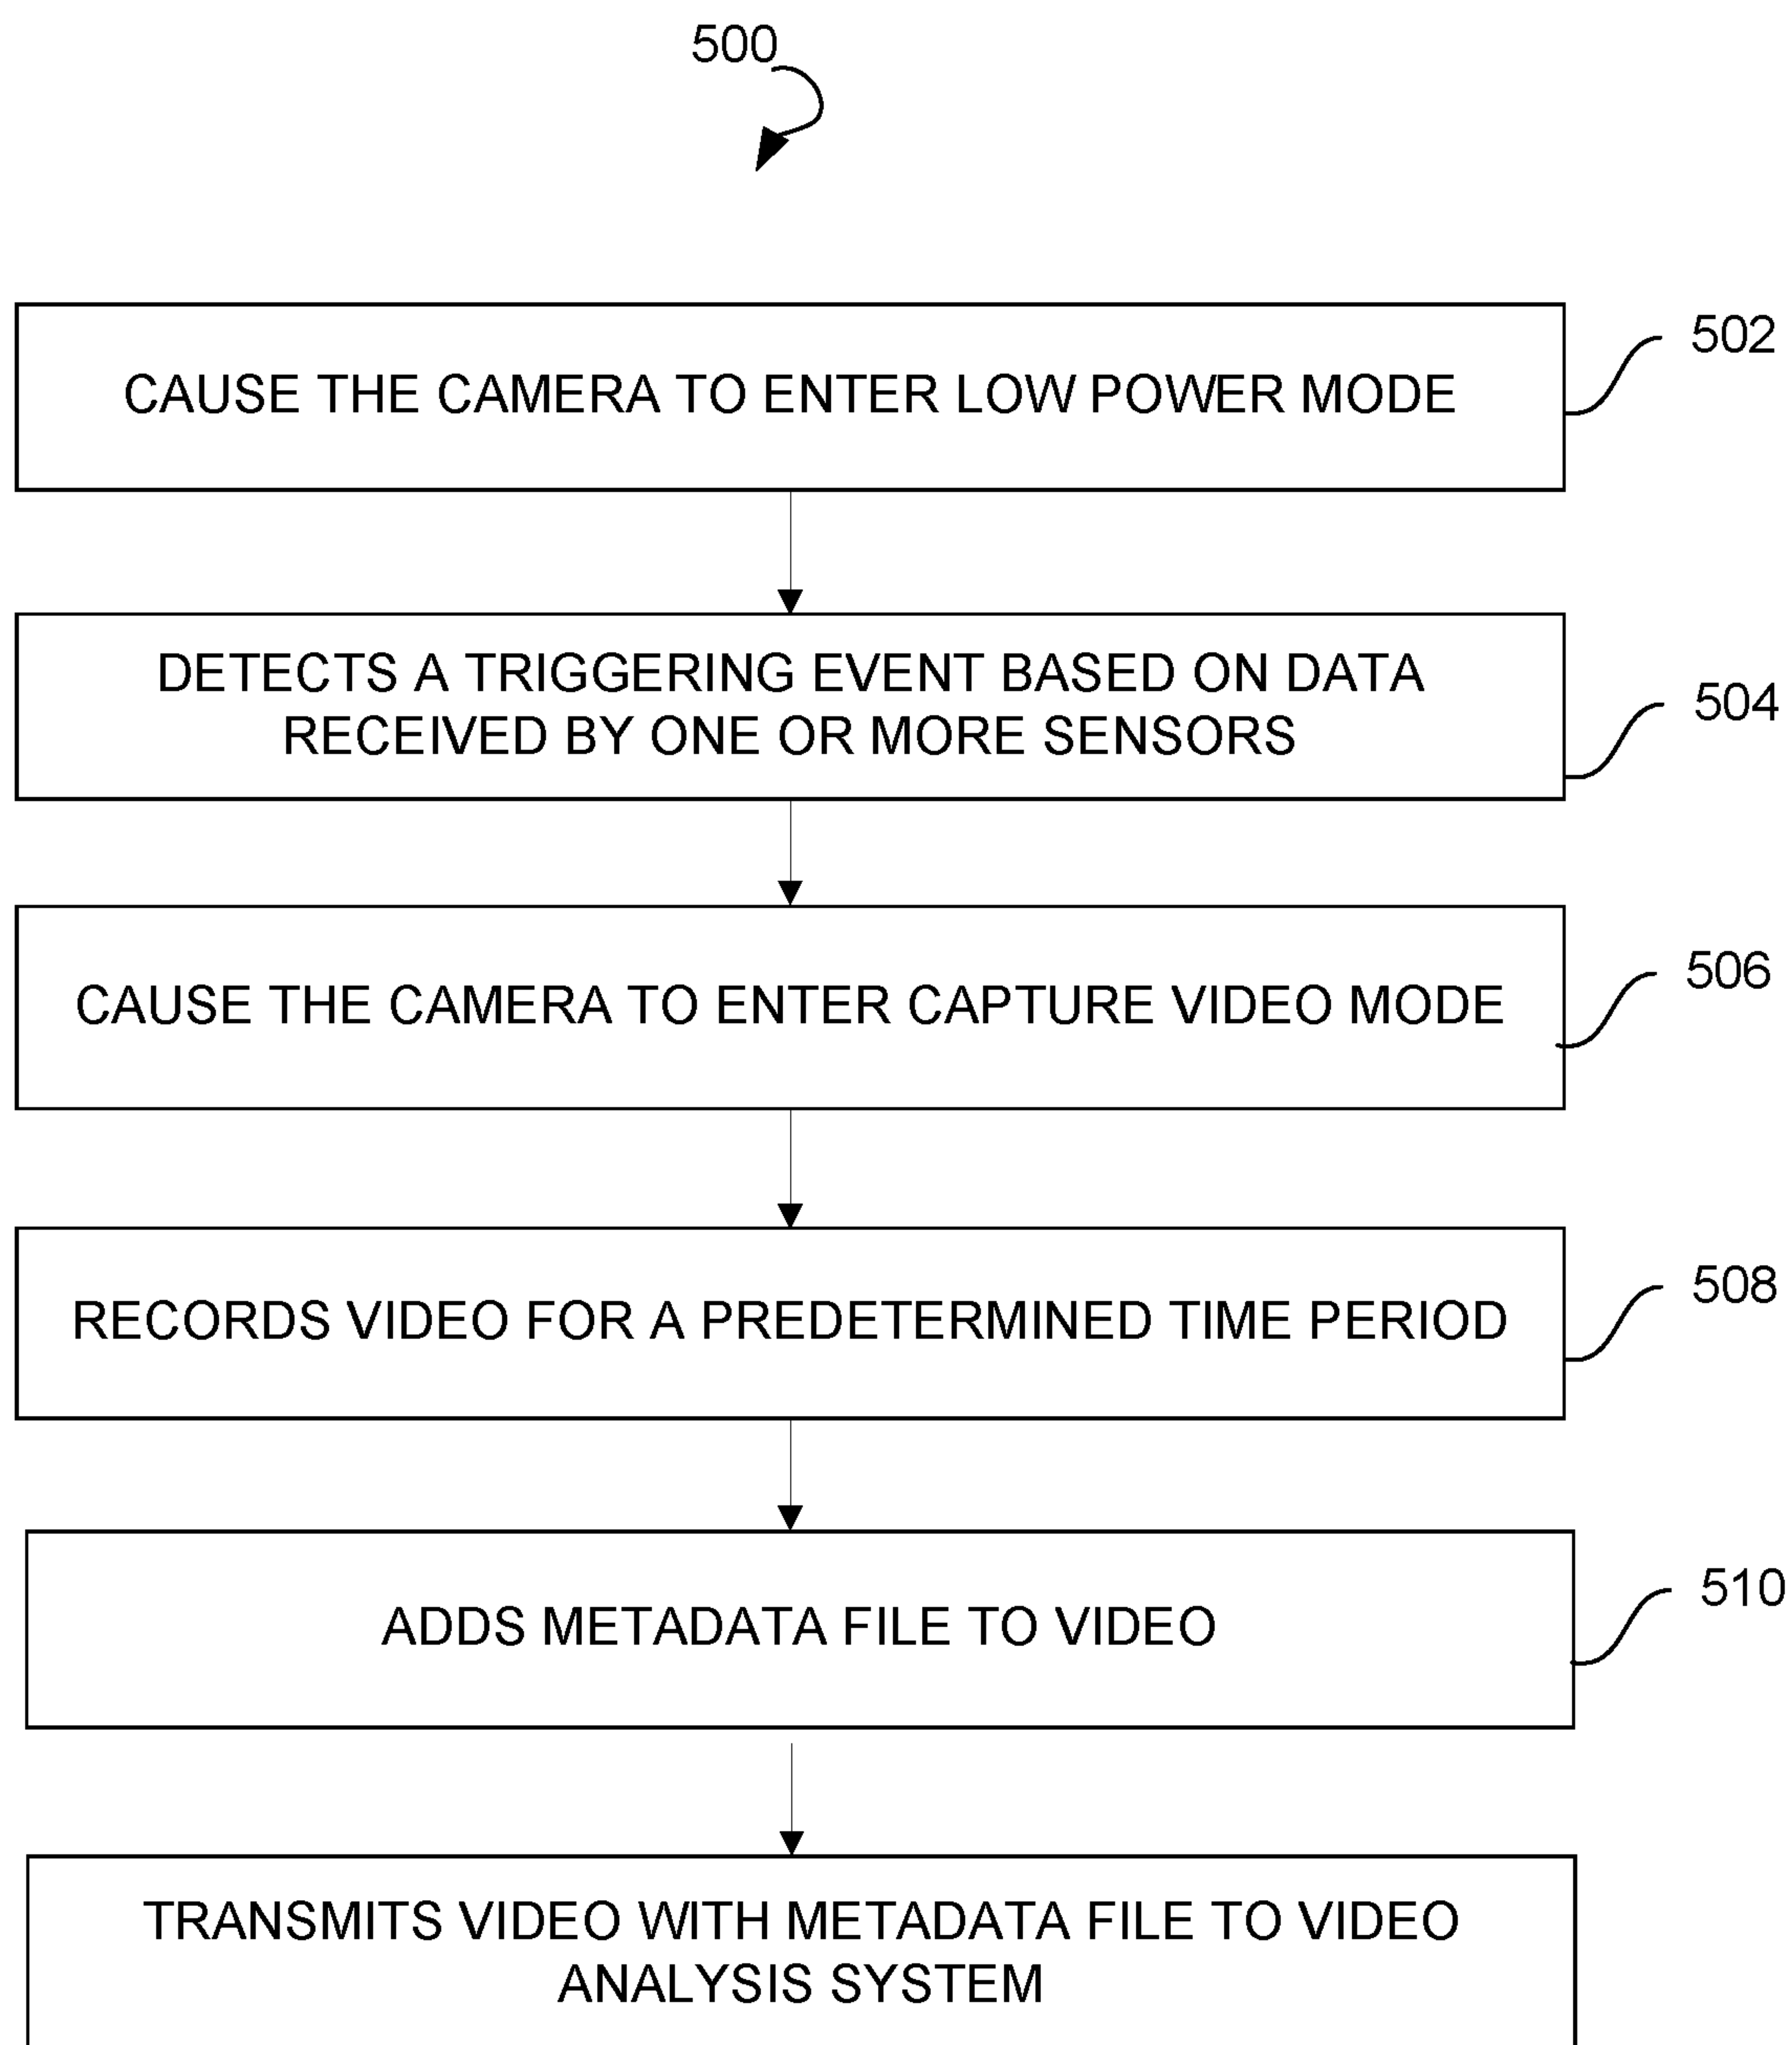 500
CAUSE THE CAMERA TO ENTER LOW POWER MODE
502
DETECTS A TRIGGERING EVENT BASED ON DATA
RECEIVED BY ONE OR MORE SENSORS
504
CAUSE THE CAMERA TO ENTER CAPTURE VIDEO MODE
506
RECORDS VIDEO FOR A PREDETERMINED TIME PERIOD
508
ADDS METADATA FILE TO VIDEO
510
TRANSMITS VIDEO WITH METADATA FILE TO VIDEO
ANALYSIS SYSTEM